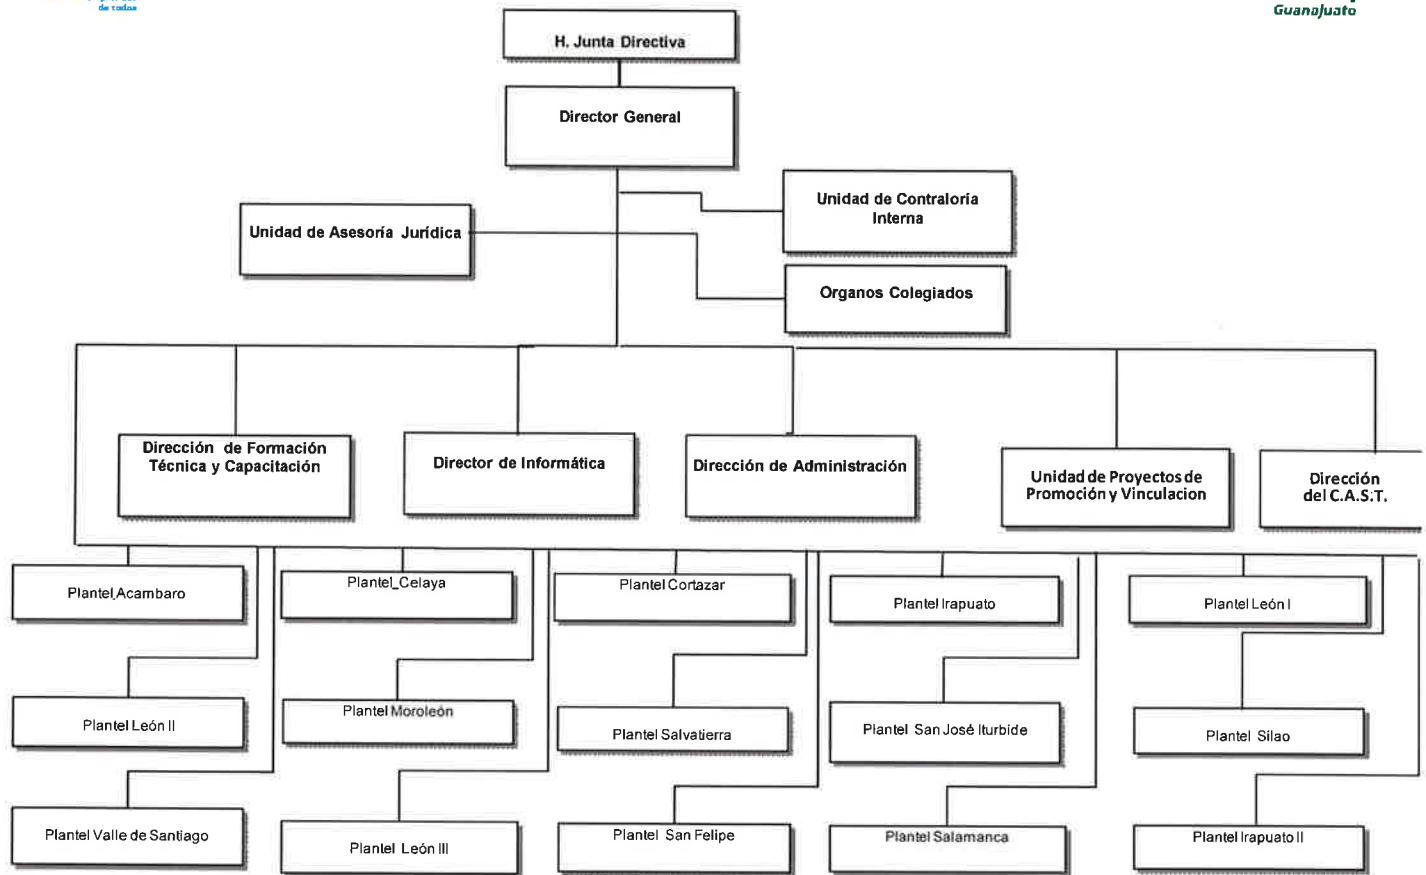 de todos
Guanajuato
H. Junta Directiva
Director General
Unidad de Contraloría
Interna
Unidad de Asesoría Jurídica
Organos Colegiados
Dirección de Formación
Técnica y Capacitación
Director de Informática
Dirección de Administración
Unidad de Proyectos de
Promoción y Vinculacion
Dirección
del C.A.S.T.
Plantel Acambaro
Plantel_Celaya
Plantel Cortazar
Plantel Irapuato
Plantel León I
Plantel León II
Plantel Moroleón
Plantel Salvatierra
Plantel San José Iturbide
Plantel Silao
Plantel Valle de Santiago
Plantel León III
Plantel San Felipe
Plantel Salamanca
Plantel Irapuato II